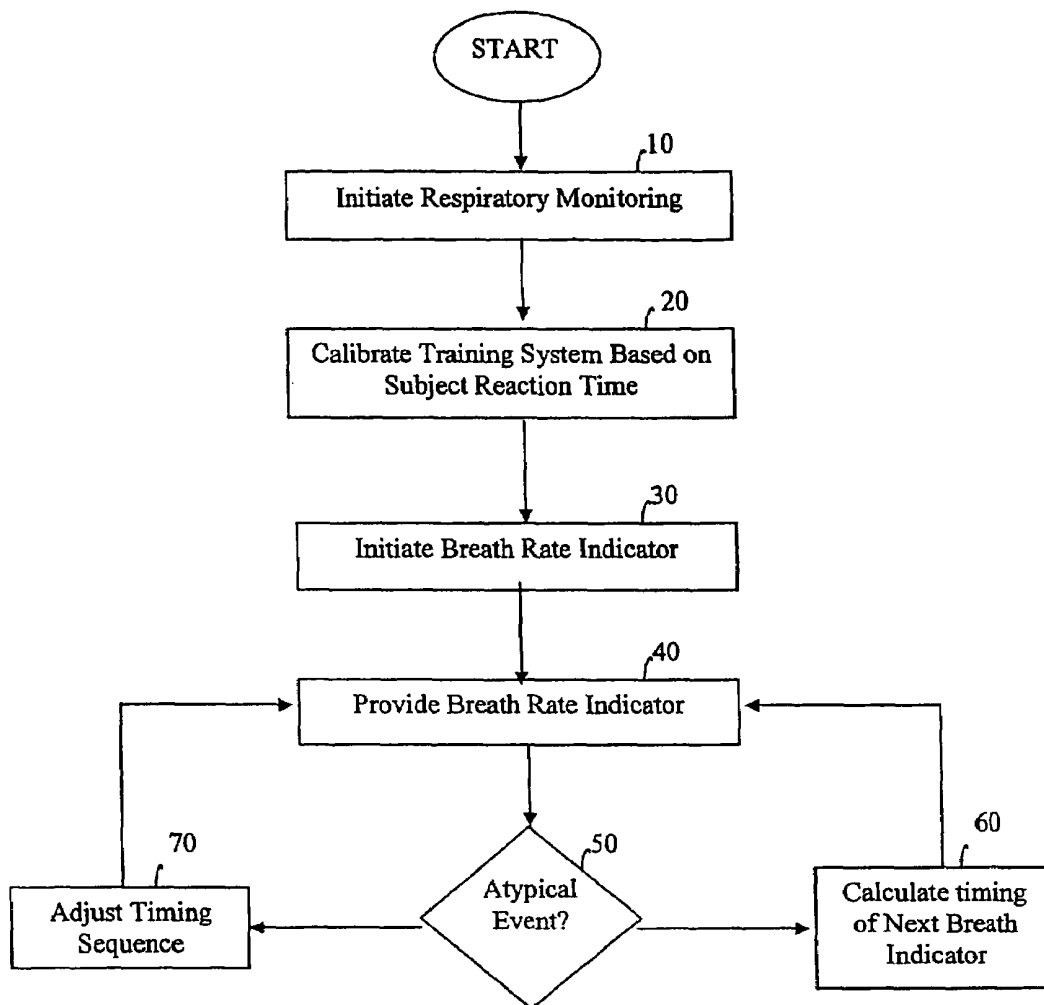 START
10
Initiate Respiratory Monitoring
20
Calibrate Training System Based on
Subject Reaction Time
30
Initiate Breath Rate Indicator
40
Provide Breath Rate Indicator
50
Atypical
Event?
70
Adjust Timing
Sequence
60
Calculate timing
of Next Breath
Indicator